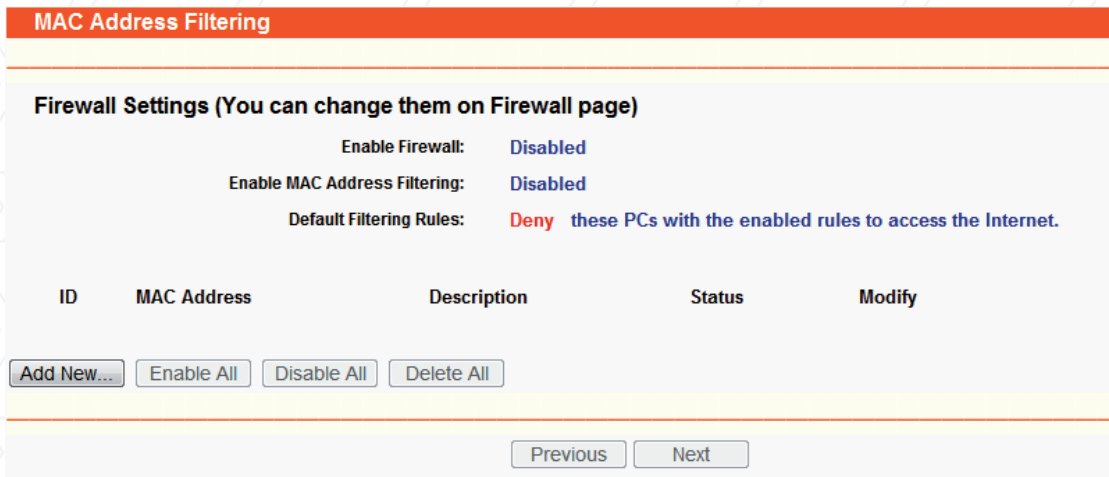 MAC Address Filtering
Firewall Settings (You can change them on Firewall page)
Enable Firewall: Disabled
Enable MAC Address Filtering: Disabled
Default Filtering Rules: Deny these PCs with the enabled rules to access the Internet.
ID MAC Address Description Status Modify
Add New... Enable All Disable All Delete All
Previous Next